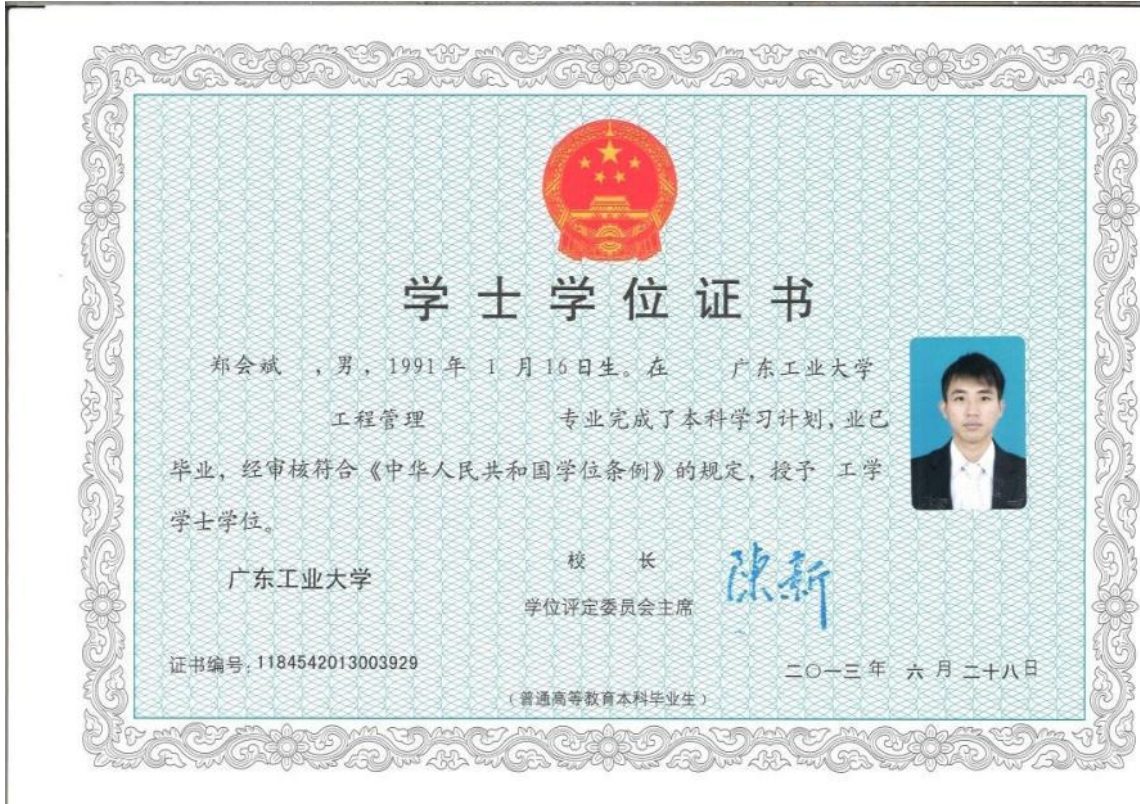 学士学位证书
郑会斌 ,男,1991年 1 月16日生。在 广东工业大学
工程管理 专业完成了本科学习计划,业已
毕业,经审核符合《中华人民共和国学位条例》的规定,授予 工学
学士学位。
广东工业大学
校 长
陈新
学位评定委员会主席
证书编号:1184542013003929
二〇一三年 六月二十八日
(普通高等教育本科毕业生)